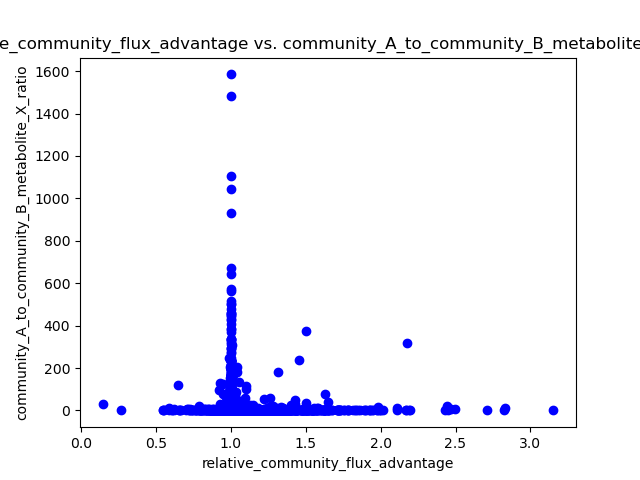 e_community_flux_advantage vs. community_A_to_community_B_metabolite
community_A_to_community_B_metabolite_X_ratio
1600
1400
1200
1000
800
600
400
200
0
0.0 0.5 1.0 1.5 2.0 2.5 3.0
relative_community_flux_advantage